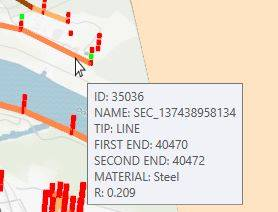 ID: 35036
NAME: SEC_137438958134
TIP: LINE
FIRST END: 40470
SECOND END: 40472
MATERIAL: Steel
R: 0.209